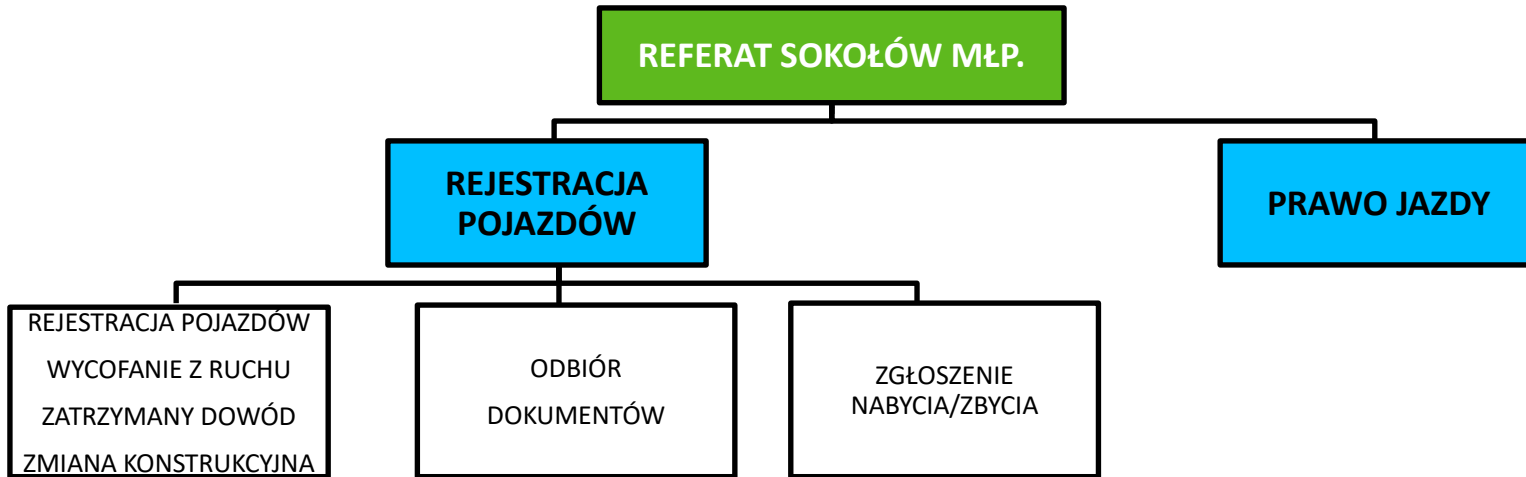 REFERAT SOKOŁÓW MŁP.
REJESTRACJA
POJAZDÓW
PRAWO JAZDY
REJESTRACJA POJAZDÓW
WYCOFANIE Z RUCHU
ZATRZYMANY DOWÓD
ZMIANA KONSTRUKCYJNA
ODBIÓR
DOKUMENTÓW
ZGŁOSZENIE
NABYCIA/ZBYCIA